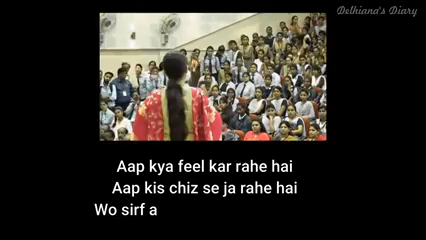 Delhiana's Diary
Aap kya feel kar rahe hai
Aap kis chiz se ja rahe hai
Wo sirf a